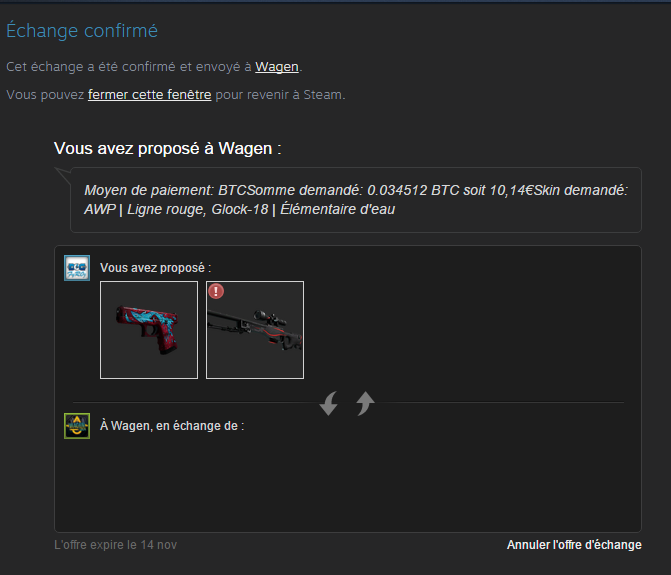 Échange confirmé
Cet échange a été confirmé et envoyé à Wagen.
Vous pouvez fermer cette fenêtre pour revenir à Steam.
Vous avez proposé à Wagen :
Moyen de paiement: BTCSomme demandé: 0.034512 BTC soit 10,14€Skin demandé:
AWP | Ligne rouge, Glock-18 | Élémentaire d'eau
Vous avez proposé :
À Wagen, en échange de :
L'offre expire le 14 nov
Annuler l'offre d'échange